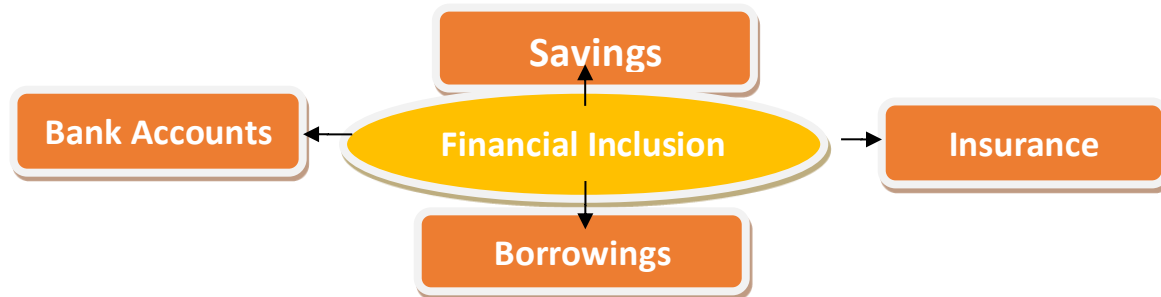 Savings
Bank Accounts
Financial Inclusion
Insurance
Borrowings